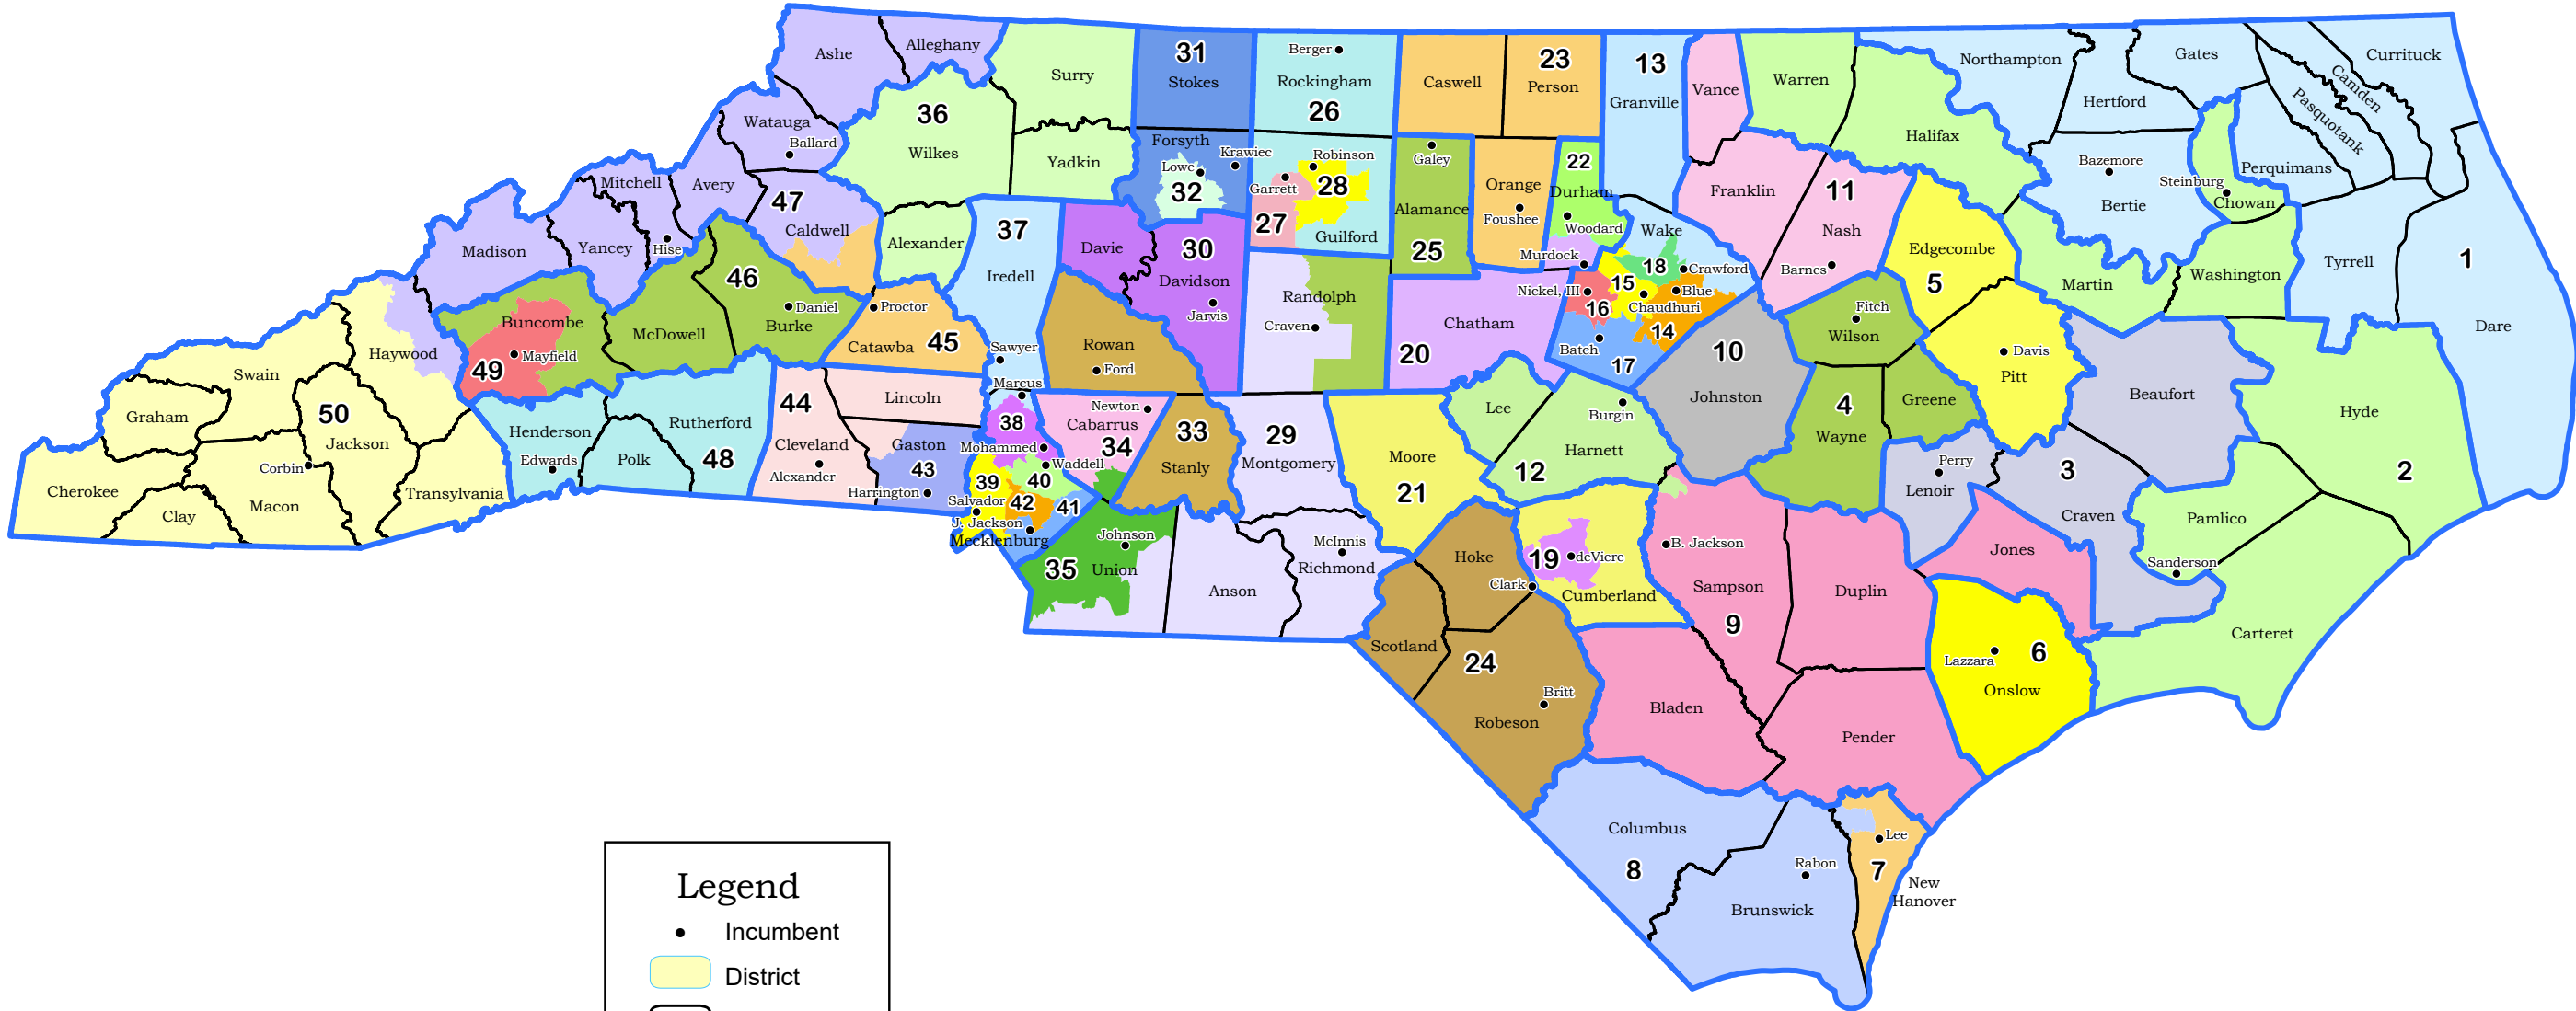 Ashe
Alleghany
Surry
31
Stokes
Berger
Rockingham
26
Caswell
23
Person
13
Granville
Vance
Warren
Northampton
Gates
Currituck
Camden
Pasquotank
Hertford
Halifax
Perquimans
Watauga
Ballard
36
Wilkes
Yadkin
Forsyth
Krawiec
Lowe
32
Robinson
Garrett
28
27
Guilford
Galey
Alamance
25
Orange
Foushee
22
Durham
Woodard
Murdock
Wake
Franklin
11
Nash
Barnes
Edgecombe
5
Bazemore
Bertie
Steinburg
Chowan
Martin
Washington
Tyrrell
1
Dare
Mitchell
Avery
47
Caldwell
Alexander
37
Iredell
Davie
30
Davidson
Jarvis
Randolph
Craven
Chatham
20
Nickel, III
15
18
Crawford
Blue
Chaudhuri
16
14
Batch
17
10
Johnston
Fitch
Wilson
Davis
Pitt
Beaufort
Hyde
2
Madison
Yancey
Hise
46
Daniel
Burke
McDowell
Buncombe
Mayfield
49
Haywood
Swain
Graham
50
Jackson
Corbin
Cherokee
Clay
Macon
Transylvania
Henderson
Edwards
Polk
Rutherford
48
Proctor
Catawba
45
Sawyer
Marcus
Rowan
Ford
44
Lincoln
Cleveland
Alexander
Gaston
43
Harrington
38
Mohammed
Newton
Cabarrus
34
Waddell
39
40
Salvador
42
41
J. Jackson
Mecklenburg
33
Stanly
29
Montgomery
Moore
21
Lee
Burgin
Harnett
12
4
Wayne
Greene
Perry
Lenoir
3
Craven
Pamlico
Sanderson
Jones
Carteret
Johnson
35
Union
Anson
McInnis
Richmond
Hoke
Clark
19
deViere
Cumberland
Scotland
24
Britt
Robeson
B. Jackson
Sampson
9
Duplin
Bladen
Pender
Lazzara
6
Onslow
Columbus
8
Rabon
Brunswick
Lee
7
New
Hanover
Legend
Incumbent
District